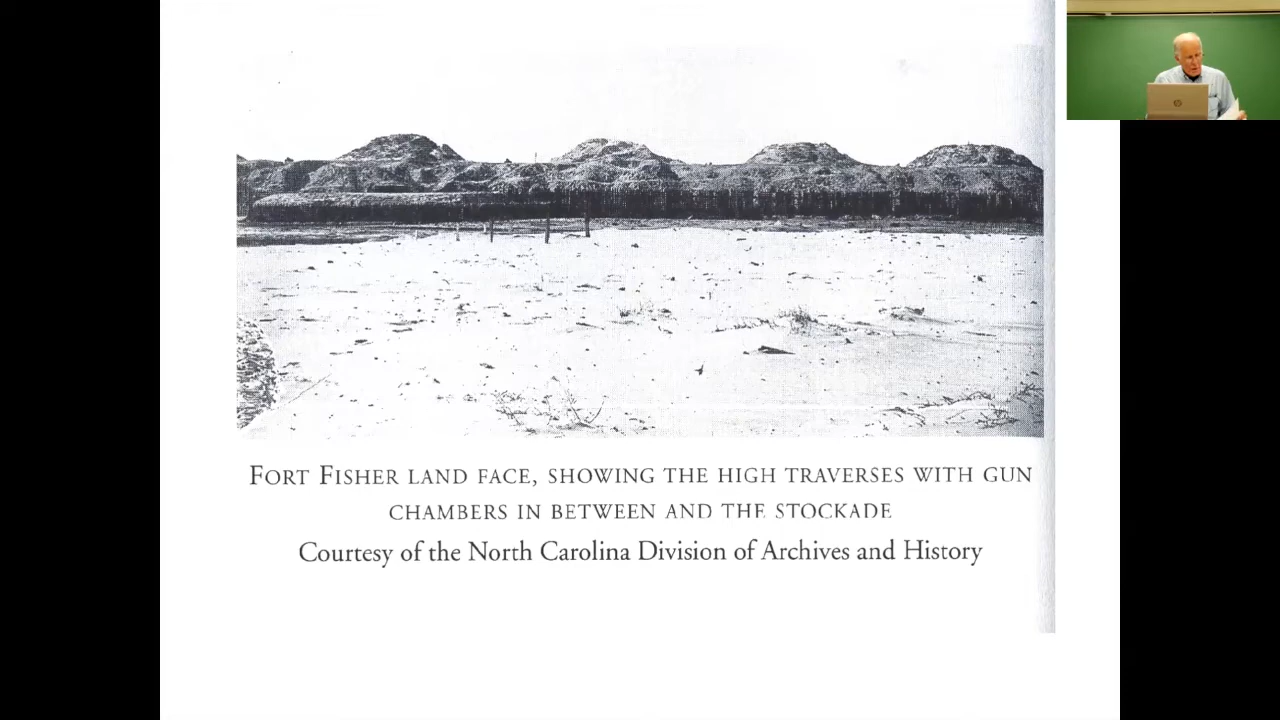 FORT FISHER LAND FACE, SHOWING THE HIGH TRAVERSES WITH GUN
CHAMBERS IN BETWEEN AND THE STOCKADE
Courtesy of the North Carolina Division of Archives and History